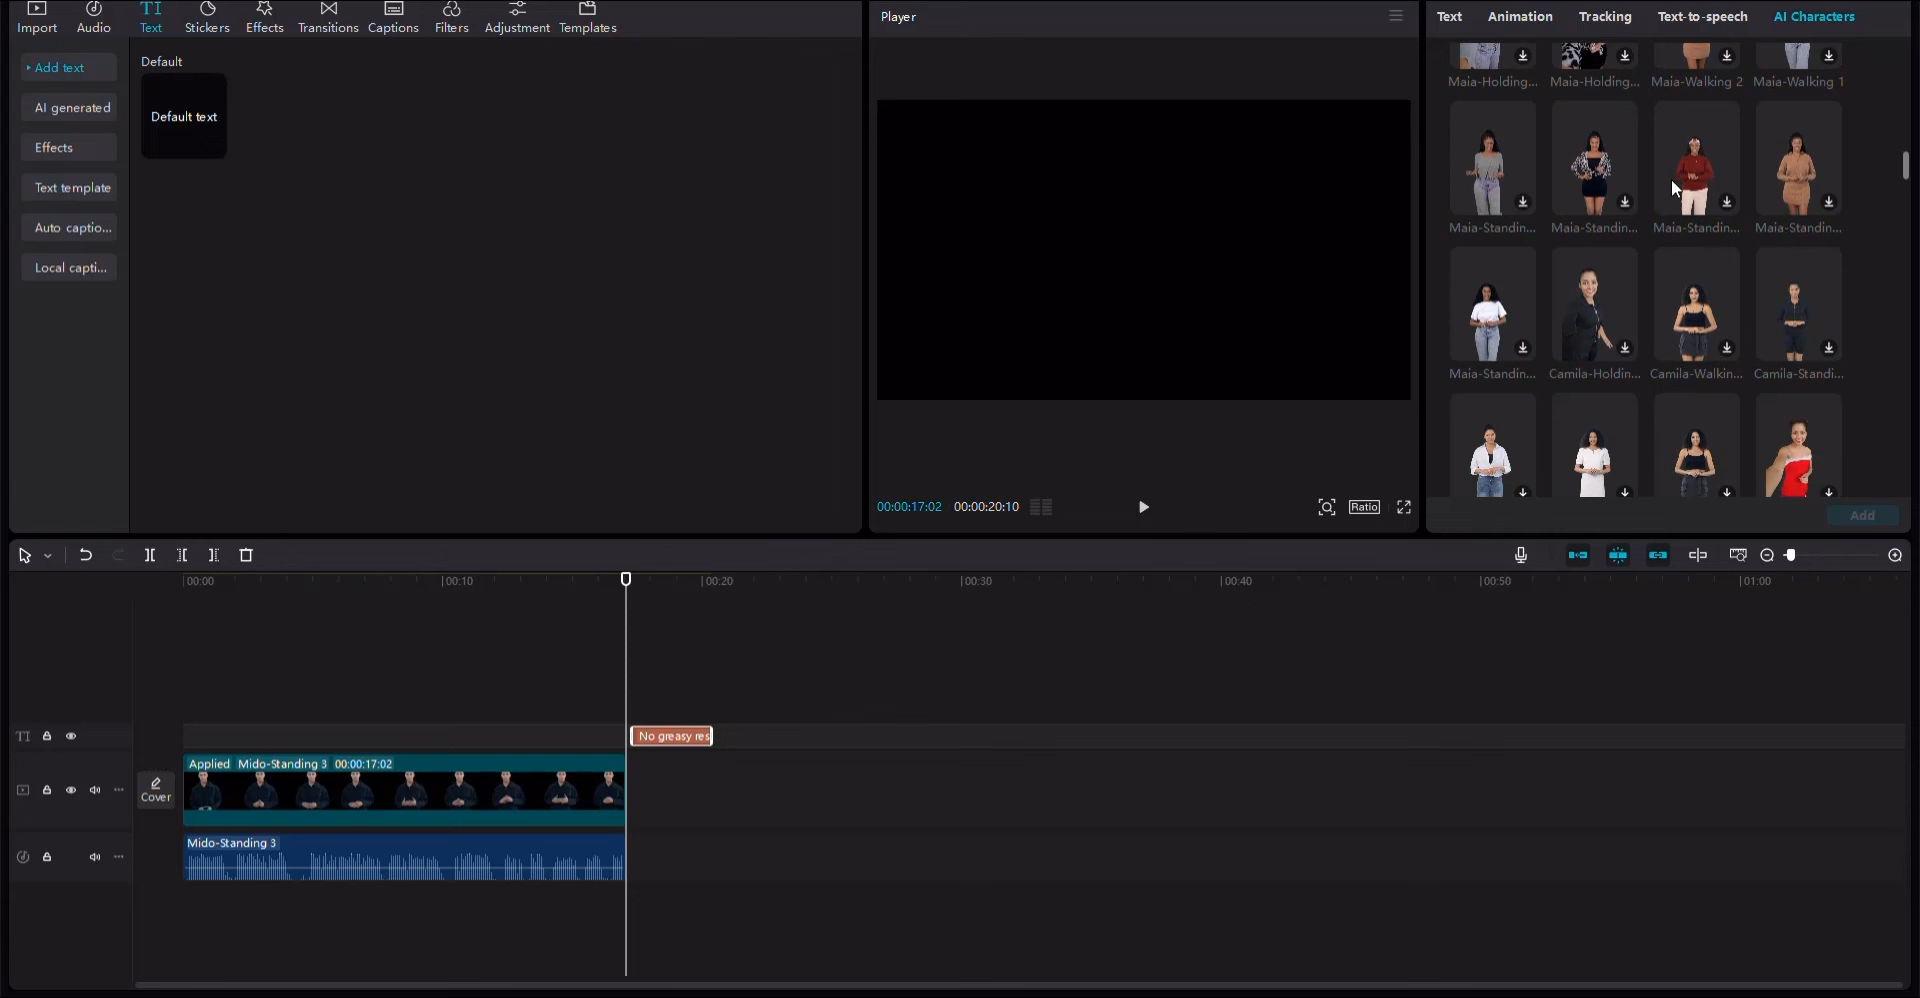 Import Audio Text Stickers Effects Transitions Captions Filters Adjustment Templates
Add text
AI generated
Effects
Text template
Auto captio...
Local capti...
Default
Default text
Player
00:00:17:02 00:00:20:10
Ratio
Text Animation Tracking Text-to-speech AI Characters
Maia-Holding... Maia-Holding... Maia-Walking 2 Maia-Walking 1
Maia-Standin... Maia-Standin... Maia-Standin... Maia-Standin...
Maia-Standin... Camila-Holdin... Camila-Walkin... Camila-Standi...
Add
00:00 00:10 00:20 00:30 00:40 00:50 01:00
TI
No greasy res
Cover
Applied Mido-Standing 3 00:00:17:02
Mido-Standing 3